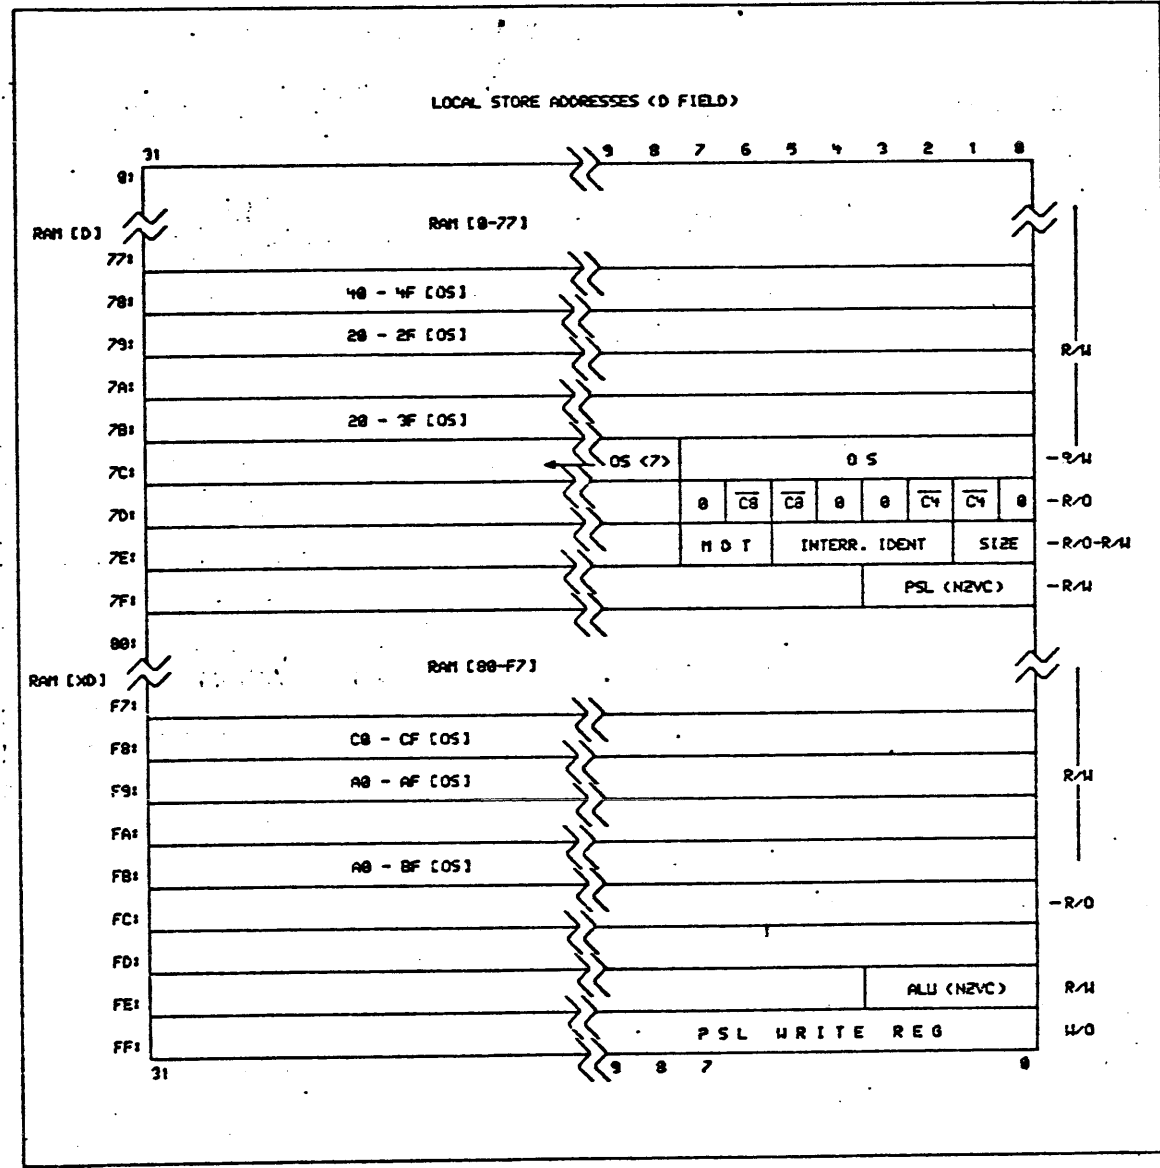 LOCAL STORE ADDRESSES (D FIELD)
31 9 8 7 6 5 4 3 2 1 0
0:
RAM [D] RAM [0-77]
77:
40 - 4F [OS]
78:
20 - 2F [OS]
79: R/W
7A:
20 - 3F [OS]
7B:
OS <7> OS -R/W
7C:
0 C8 C8 0 0 C4 C4 0 -R/O
7D:
M D T INTERR. IDENT SIZE -R/O-R/W
7E:
PSL (NZVC) -R/W
7F:
80:
RAM [XD] RAM [80-F7]
F7:
C0 - CF [OS]
F8:
A0 - AF [OS] R/W
F9:
FA:
A0 - BF [OS]
FB:
-R/O
FC:
FD:
ALU (NZVC) R/W
FE:
PSL WRITE REG W/O
FF:
31 9 8 7 0